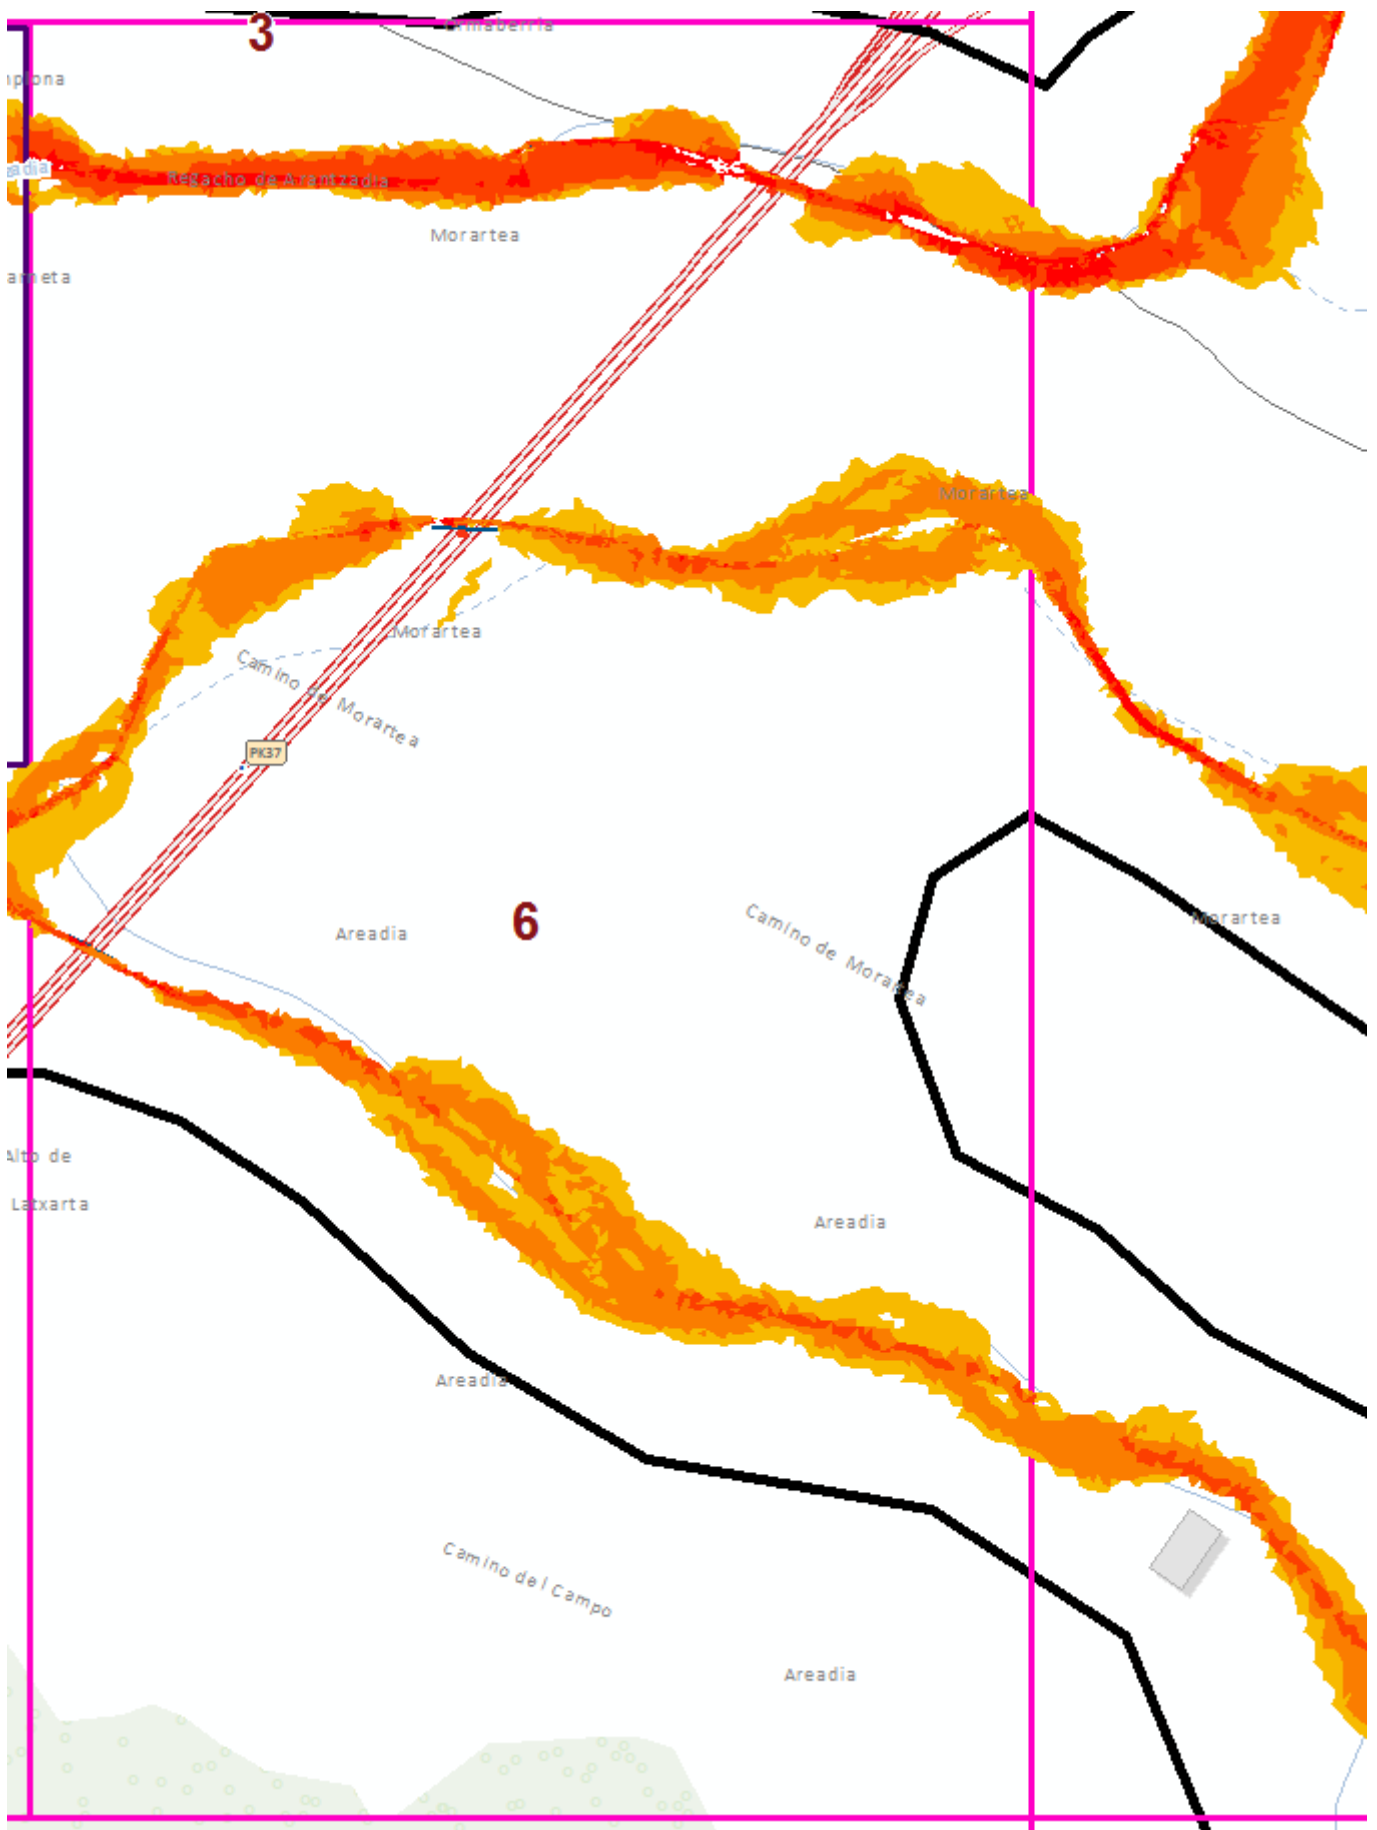 3
Regacho de Arantzadia
Morartea
Morartea
Morartea
Camino de Morartea
PK37
Areadia
6
Camino de Morartea
Morartea
Alto de
Latxarta
Areadia
Areadia
Camino del Campo
Areadia